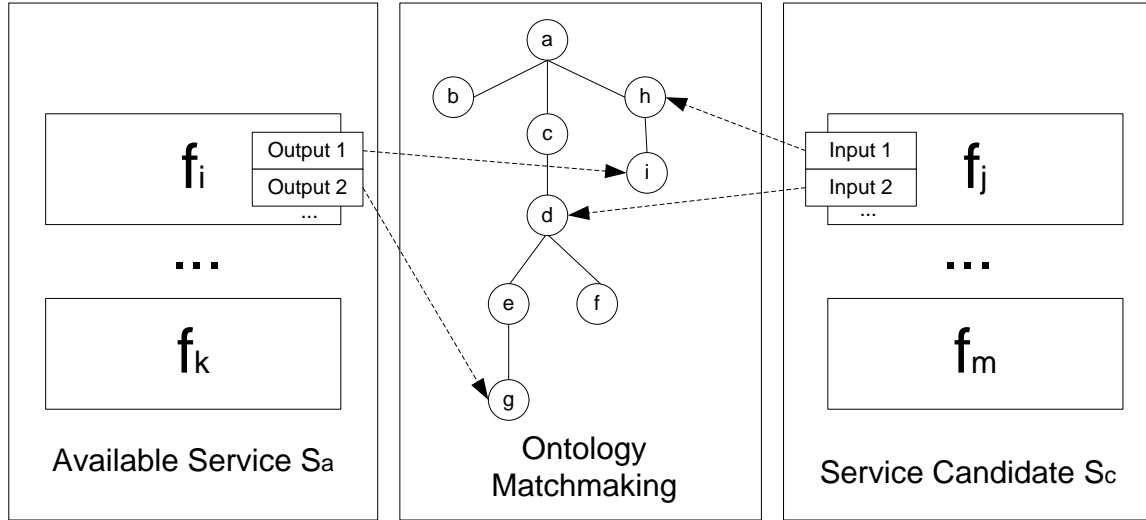 fi
Output 1
Output 2
...
...
fk
Available Service Sa
a
b
h
c
i
d
e
f
g
Ontology
Matchmaking
Input 1
Input 2
...
fj
...
fm
Service Candidate Sc